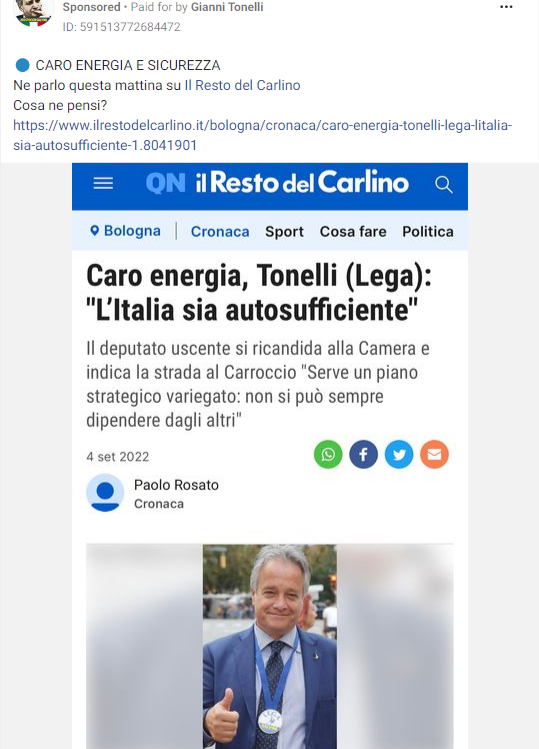 Sponsored • Paid for by Gianni Tonelli
ID: 591513772684472
CARO ENERGIA E SICUREZZA
Ne parlo questa mattina su Il Resto del Carlino
Cosa ne pensi?
https://www.ilrestodelcarlino.it/bologna/cronaca/caro-energia-tonelli-lega-litalia-
sia-autosufficiente-1.8041901
QN il Resto del Carlino
Bologna | Cronaca Sport Cosa fare Politica
Caro energia, Tonelli (Lega):
"L'Italia sia autosufficiente"
Il deputato uscente si ricandida alla Camera e
indica la strada al Carroccio "Serve un piano
strategico variegato: non si può sempre
dipendere dagli altri"
4 set 2022
Paolo Rosato
Cronaca